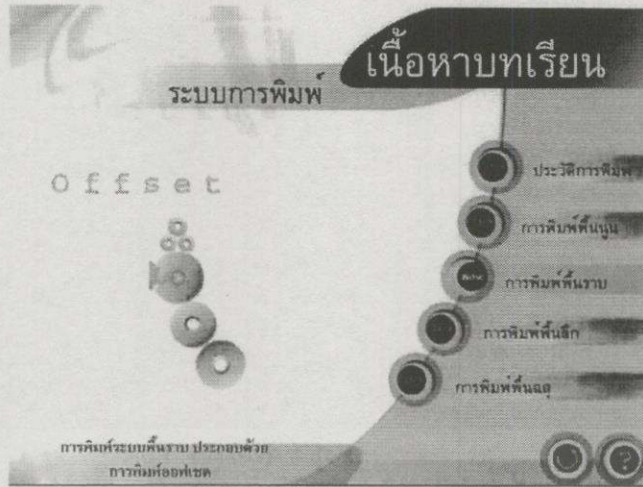 เนื้อหาบทเรียน
ระบบการพิมพ์
Offset
ประวัติการพิมพ์
การพิมพ์พื้นนูน
การพิมพ์พื้นราบ
การพิมพ์พื้นลึก
การพิมพ์พื้นฉลุ
การพิมพ์ระบบพื้นราบ ประกอบด้วย
การพิมพ์ออฟเซต
?